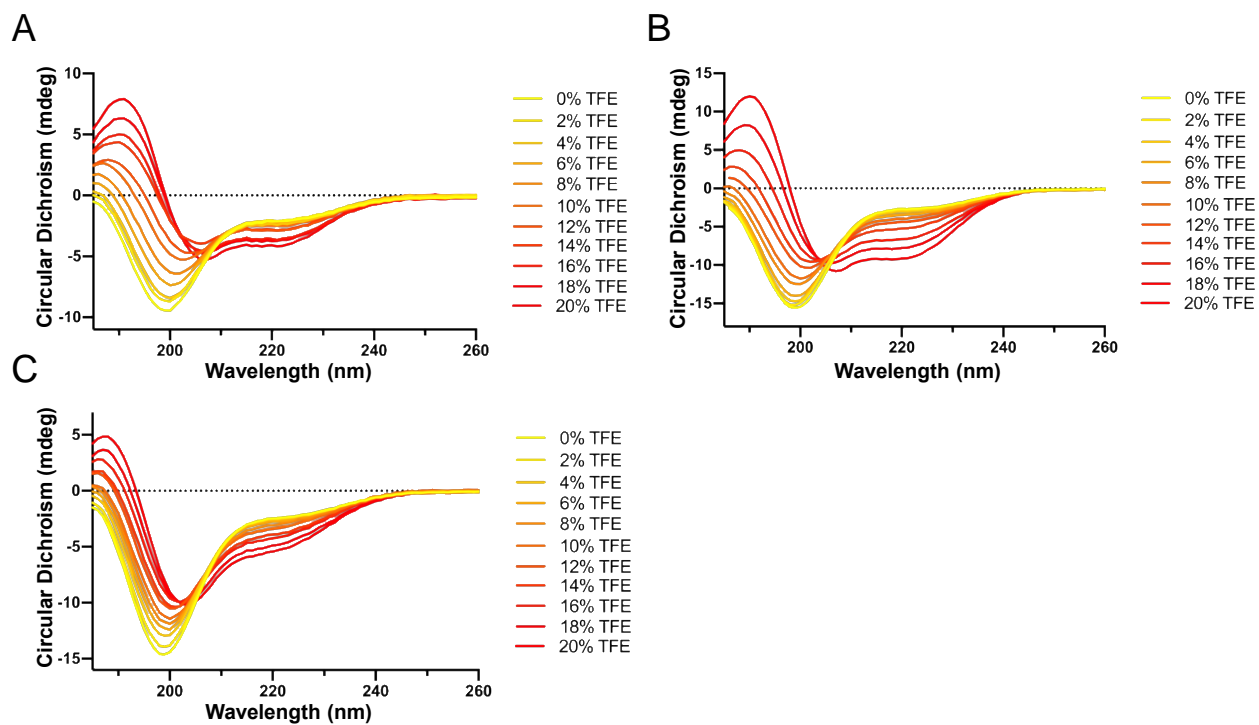 A
10
5
0
-5
-10
Circular Dichroism (mdeg)
200
220
240
260
Wavelength (nm)
0% TFE
2% TFE
4% TFE
6% TFE
8% TFE
10% TFE
12% TFE
14% TFE
16% TFE
18% TFE
20% TFE
B
15
10
5
0
-5
-10
-15
Circular Dichroism (mdeg)
200
220
240
260
Wavelength (nm)
0% TFE
2% TFE
4% TFE
6% TFE
8% TFE
10% TFE
12% TFE
14% TFE
16% TFE
18% TFE
20% TFE
C
5
0
-5
-10
-15
Circular Dichroism (mdeg)
200
220
240
260
Wavelength (nm)
0% TFE
2% TFE
4% TFE
6% TFE
8% TFE
10% TFE
12% TFE
14% TFE
16% TFE
18% TFE
20% TFE